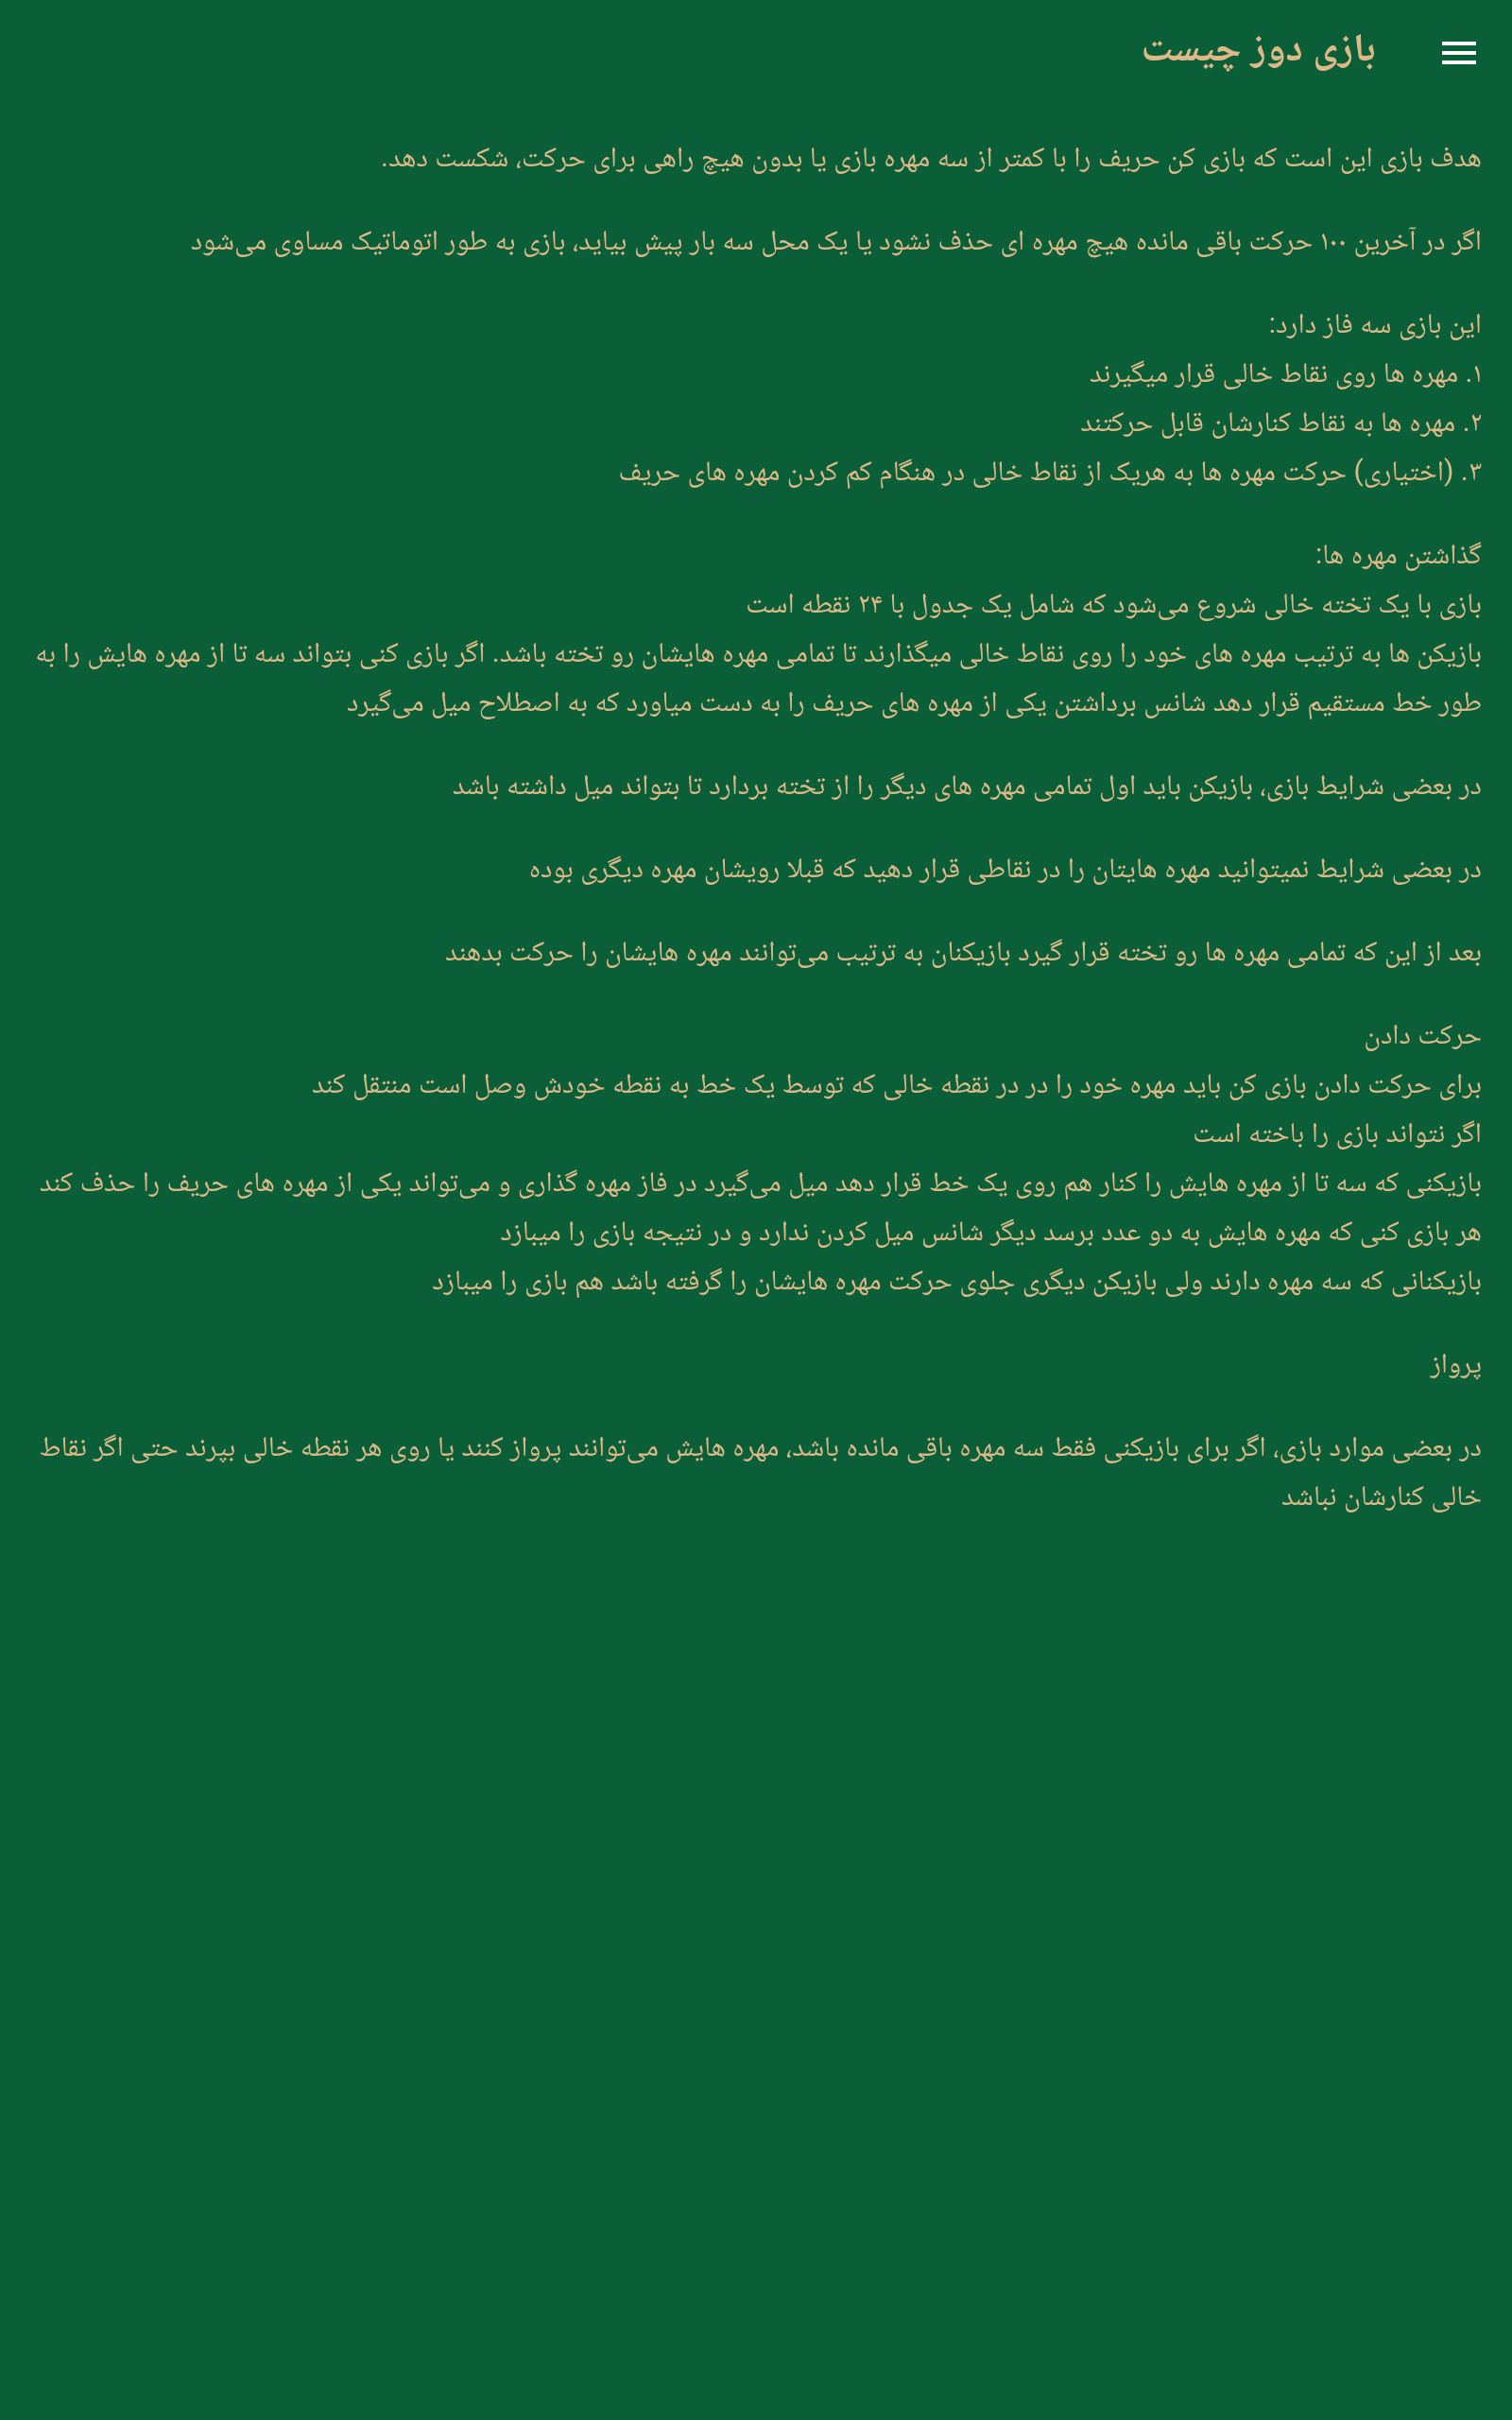 بازی دوز چیست
هدف بازی این است که بازی کن حریف را با کمتر از سه مهره بازی یا بدون هیچ راهی برای حرکت، شکست دهد.
اگر در آخرین ۱۰۰ حرکت باقی مانده هیچ مهره ای حذف نشود یا یک محل سه بار پیش بیاید، بازی به طور اتوماتیک مساوی می‌شود
این بازی سه فاز دارد:
۱. مهره ها روی نقاط خالی قرار میگیرند
۲. مهره ها به نقاط کنارشان قابل حرکتند
۳. (اختیاری) حرکت مهره ها به هریک از نقاط خالی در هنگام کم کردن مهره های حریف
گذاشتن مهره ها:
بازی با یک تخته خالی شروع می‌شود که شامل یک جدول با ۲۴ نقطه است
بازیکن ها به ترتیب مهره های خود را روی نقاط خالی میگذارند تا تمامی مهره هایشان رو تخته باشد. اگر بازی کنی بتواند سه تا از مهره هایش را به
طور خط مستقیم قرار دهد شانس برداشتن یکی از مهره های حریف را به دست میاورد که به اصطلاح میل می‌گیرد
در بعضی شرایط بازی، بازیکن باید اول تمامی مهره های دیگر را از تخته بردارد تا بتواند میل داشته باشد
در بعضی شرایط نمیتوانید مهره هایتان را در نقاطی قرار دهید که قبلا رویشان مهره دیگری بوده
بعد از این که تمامی مهره ها رو تخته قرار گیرد بازیکنان به ترتیب می‌توانند مهره هایشان را حرکت بدهند
حرکت دادن
برای حرکت دادن بازی کن باید مهره خود را در در نقطه خالی که توسط یک خط به نقطه خودش وصل است منتقل کند
اگر نتواند بازی را باخته است
بازیکنی که سه تا از مهره هایش را کنار هم روی یک خط قرار دهد میل می‌گیرد در فاز مهره گذاری و می‌تواند یکی از مهره های حریف را حذف کند
هر بازی کنی که مهره هایش به دو عدد برسد دیگر شانس میل کردن ندارد و در نتیجه بازی را میبازد
بازیکنانی که سه مهره دارند ولی بازیکن دیگری جلوی حرکت مهره هایشان را گرفته باشد هم بازی را میبازد
پرواز
در بعضی موارد بازی، اگر برای بازیکنی فقط سه مهره باقی مانده باشد، مهره هایش می‌توانند پرواز کنند یا روی هر نقطه خالی بپرند حتی اگر نقاط
خالی کنارشان نباشد